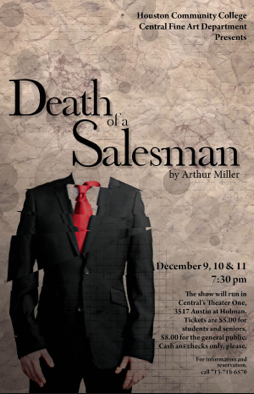 Houston Community College
Central Fine Art Department
Presents
Death
of a
Salesman
by Arthur Miller
December 9, 10 & 11
7:30 pm
The show will run in
Central's Theater One,
3517 Austin at Holman.
Tickets are $5.00 for
students and seniors,
$8.00 for the general public.
Cash and checks only, please.
For information and
reservation,
call 713-718-6570